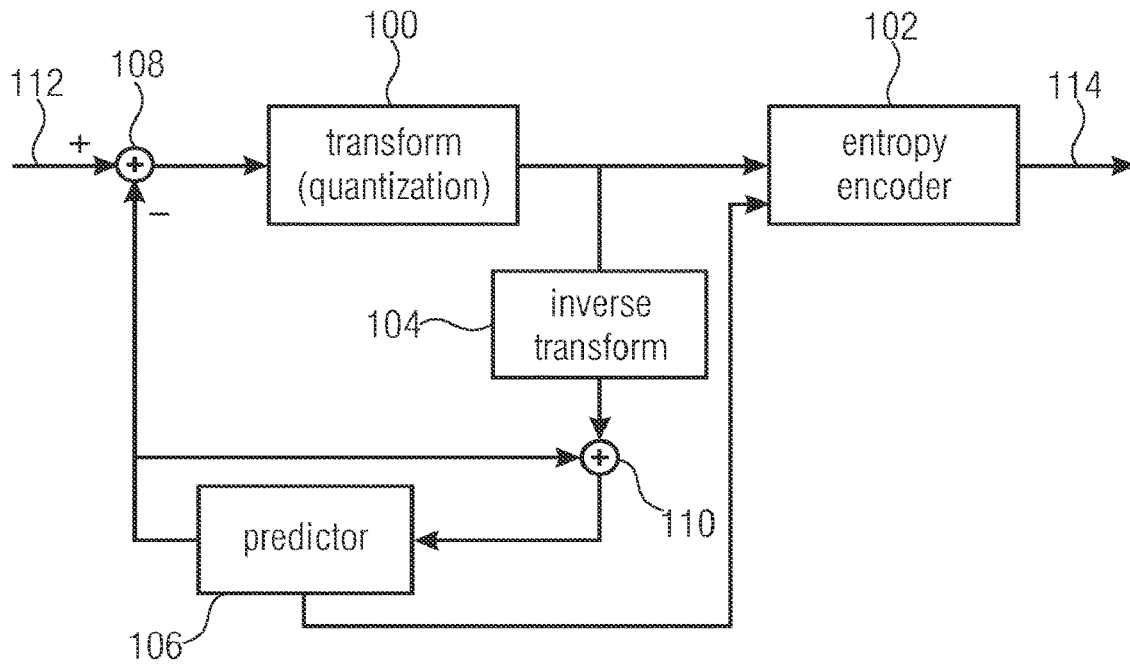 100
102
108
112
114
+
+
−
transform
(quantization)
entropy
encoder
inverse
transform
104
+
110
predictor
106